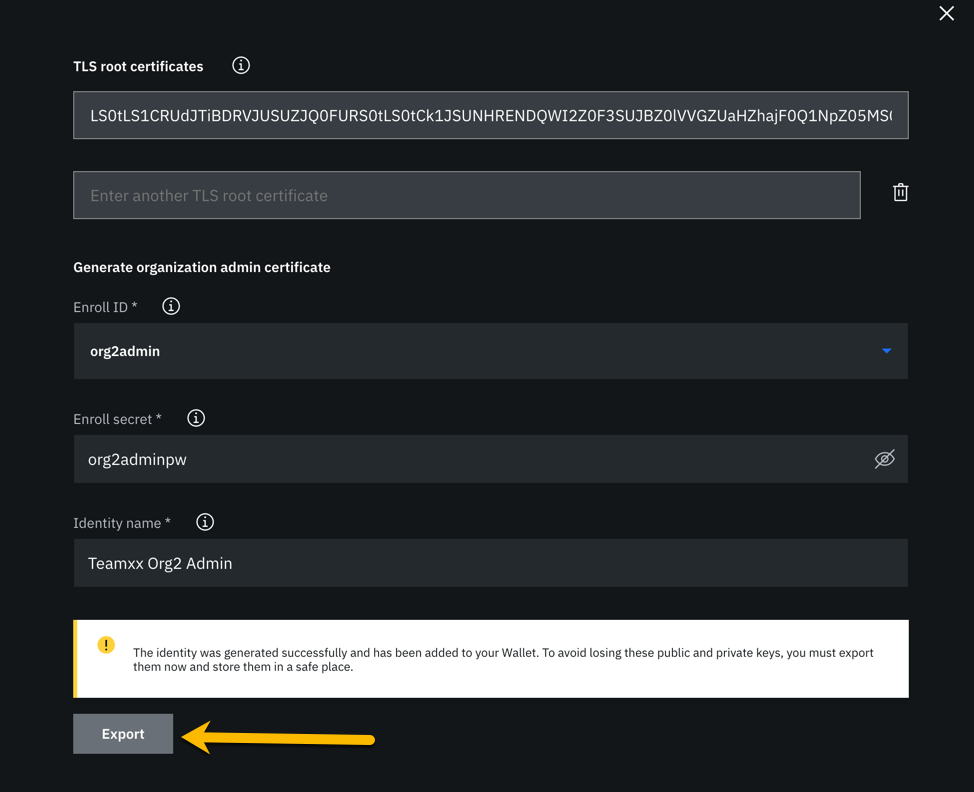 TLS root certificates
LS0tLS1CRUdJTiBDRVJUSUZJQ0FURS0tLS0tCk1JSUNHRENDQWI2Z0F3SUJBZ0lVVGZUaHZhajF0Q1NpZ05MS
Enter another TLS root certificate
Generate organization admin certificate
Enroll ID *
org2admin
Enroll secret *
org2adminpw
Identity name *
Teamxx Org2 Admin
The identity was generated successfully and has been added to your Wallet. To avoid losing these public and private keys, you must export
them now and store them in a safe place.
Export